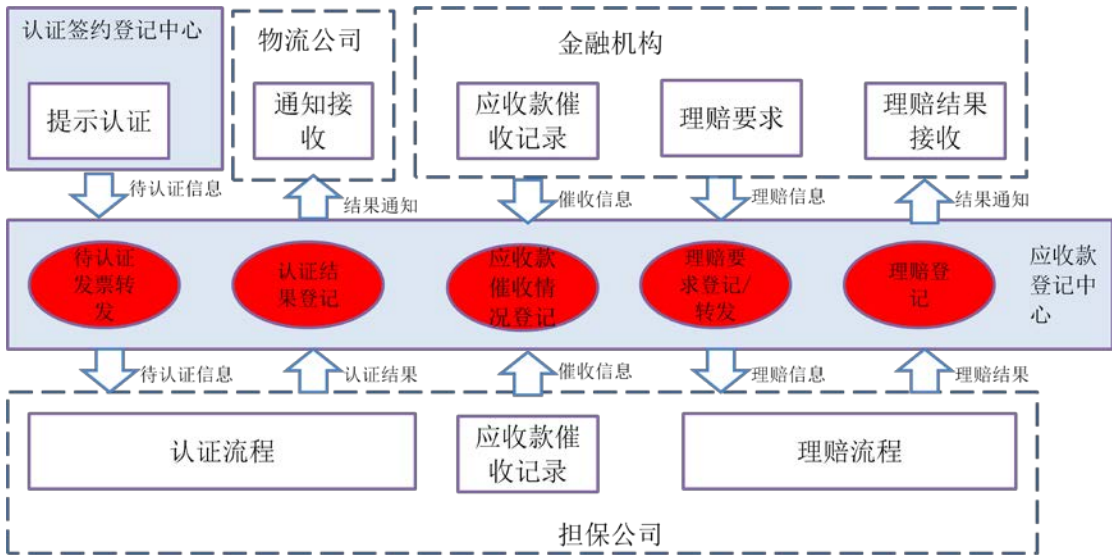 认证签约登记中心
提示认证
物流公司
通知接
收
金融机构
应收款催
收记录
理赔要求
理赔结果
接收
待认证信息
结果通知
催收信息
理赔信息
结果通知
待认证
发票转
发
认证结
果登记
应收款
催收情
况登记
理赔要
求登记/
转发
理赔登
记
应收款
登记中
心
待认证信息
认证结果
催收信息
理赔信息
理赔结果
认证流程
应收款催
收记录
理赔流程
担保公司